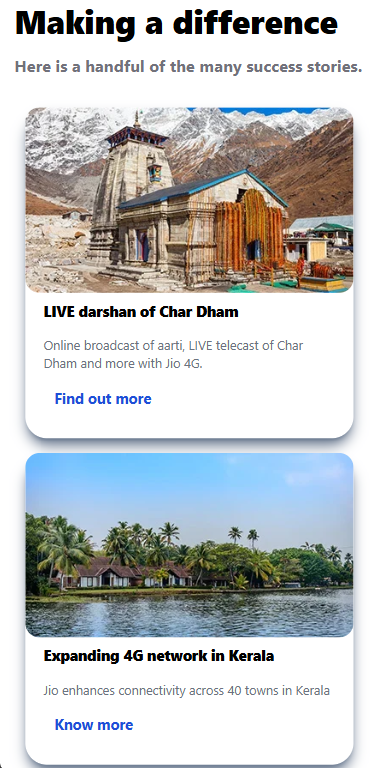 Making a difference
Here is a handful of the many success stories.
LIVE darshan of Char Dham
Online broadcast of aarti, LIVE telecast of Char
Dham and more with Jio 4G.
Find out more
Expanding 4G network in Kerala
Jio enhances connectivity across 40 towns in Kerala
Know more